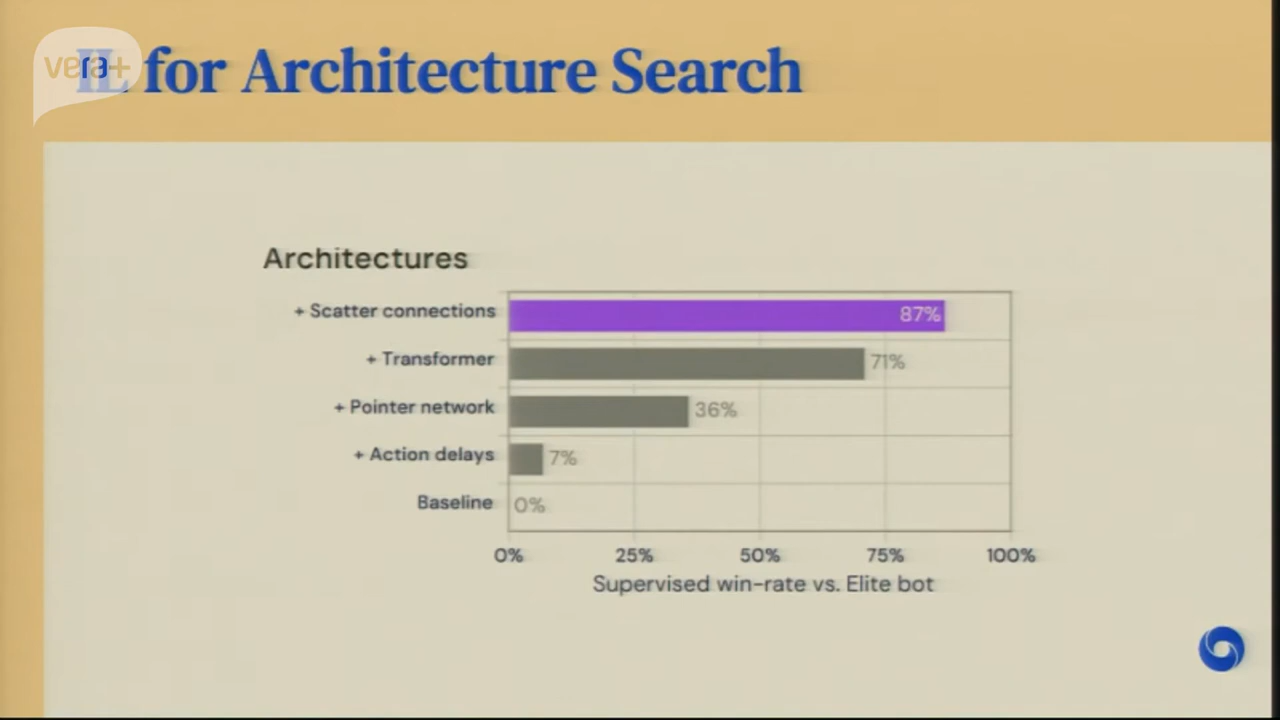 vera+
IL for Architecture Search
Architectures
+ Scatter connections 87%
+ Transformer 71%
+ Pointer network 36%
+ Action delays 7%
Baseline 0%
0% 25% 50% 75% 100%
Supervised win-rate vs. Elite bot